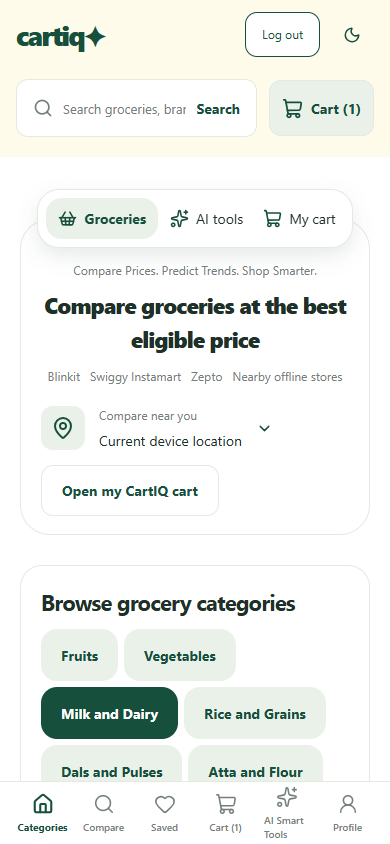 cartiq
Log out
Search groceries, brar Search
Cart (1)
Groceries AI tools My cart
Compare Prices. Predict Trends. Shop Smarter.
Compare groceries at the best
eligible price
Blinkit Swiggy Instamart Zepto Nearby offline stores
Compare near you
Current device location
Open my CartIQ cart
Browse grocery categories
Fruits Vegetables
Milk and Dairy Rice and Grains
Dals and Pulses Atta and Flour
Categories Compare Saved Cart (1) AI Smart Tools Profile